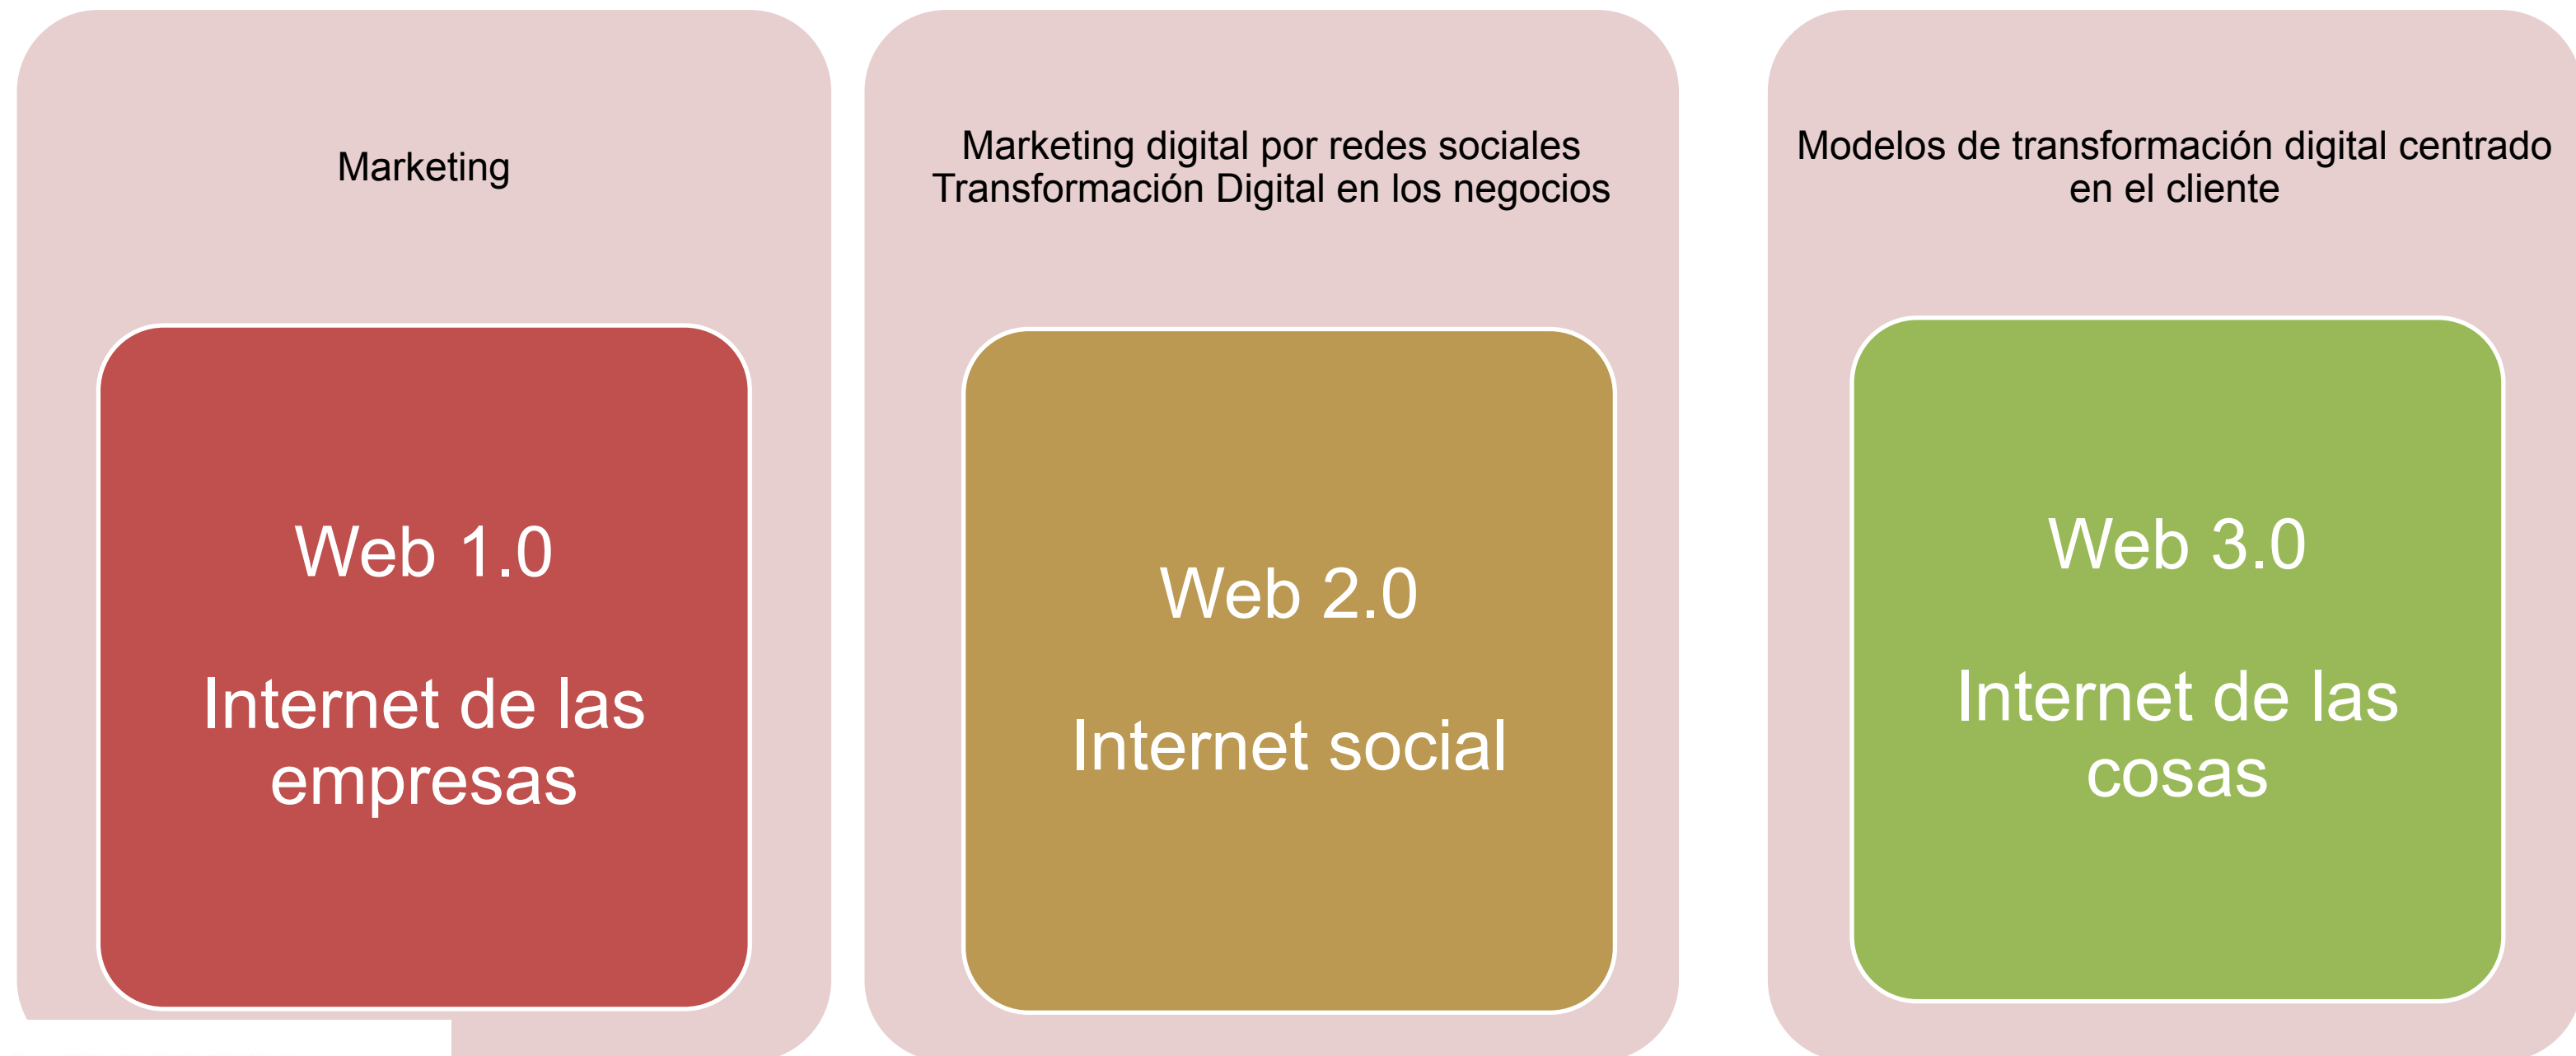 Marketing
Marketing digital por redes sociales
Transformación Digital en los negocios
Modelos de transformación digital centrado
en el cliente
Web 1.0
Internet de las
empresas
Web 2.0
Internet social
Web 3.0
Internet de las
cosas